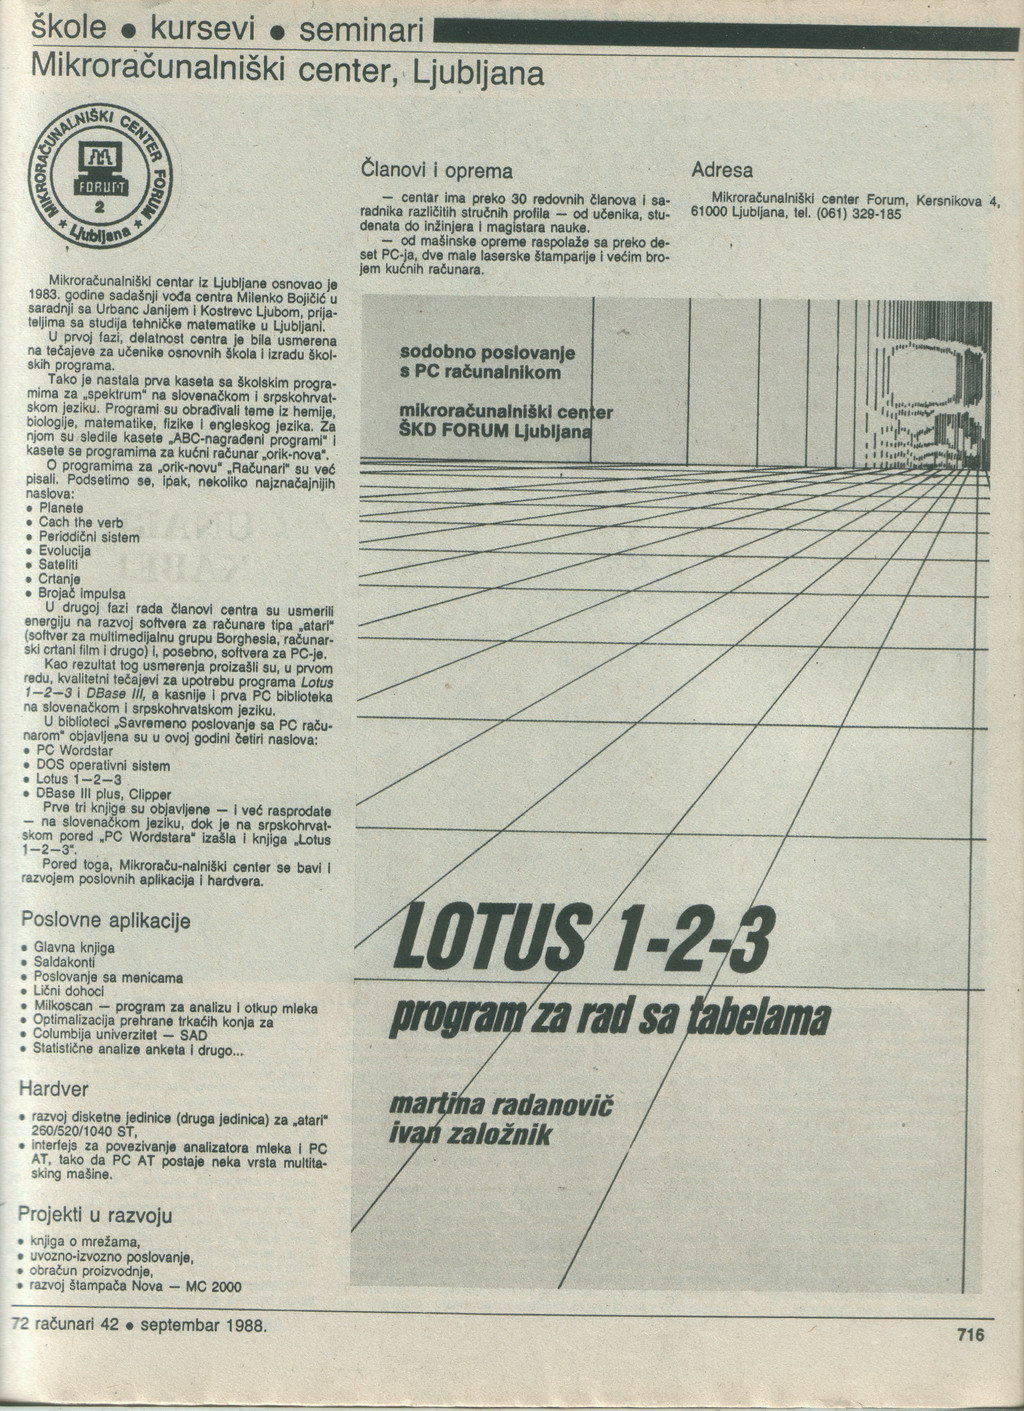 škole • kursevi • seminari
Mikroračunalniški center, Ljubljana
MIKRORAČUNALNIŠKI CENTER FORUM
FORUM
2
* Ljubljana *
Mikroračunalniški centar iz Ljubljane osnovao je
1983. godine sadašnji vođa centra Milenko Bojičić u
saradnji sa Urbanc Janijem i Kostrevc Ljubom, prija-
teljima sa studija tehničke matematike u Ljubljani.
U prvoj fazi, delatnost centra je bila usmerena
na tečajeve za učenike osnovnih škola i izradu škol-
skih programa.
Tako je nastala prva kaseta sa školskim progra-
mima za „spektrum" na slovenačkom i srpskohrvat-
skom jeziku. Programi su obrađivali teme iz hemije,
biologije, matematike, fizike i engleskog jezika. Za
njom su sledile kasete „ABC-nagrađeni programi" i
kasete se programima za kućni računar „orik-nova".
O programima za „orik-novu" „Računari" su već
pisali. Podsetimo se, ipak, nekoliko najznačajnijih
naslova:
• Planete
• Cach the verb
• Periodični sistem
• Evolucija
• Sateliti
• Crtanje
• Brojač impulsa
U drugoj fazi rada članovi centra su usmerili
energiju na razvoj softvera za računare tipa „atari"
(softver za multimedijalnu grupu Borghesia, računar-
ski crtani film i drugo) i, posebno, softvera za PC-je.
Kao rezultat tog usmerenja proizašli su, u prvom
redu, kvalitetni tečajevi za upotrebu programa Lotus
1—2—3 i DBase III, a kasnije i prva PC biblioteka
na slovenačkom i srpskohrvatskom jeziku.
U biblioteci „Savremeno poslovanje sa PC raču-
narom" objavljena su u ovoj godini četiri naslova:
• PC Wordstar
• DOS operativni sistem
• Lotus 1—2—3
• DBase III plus, Clipper
Prve tri knjige su objavljene — i već rasprodate
— na slovenačkom jeziku, dok je na srpskohrvat-
skom pored „PC Wordstara" izašla i knjiga „Lotus
1—2—3".
Pored toga, Mikroraču-nalniški center se bavi i
razvojem poslovnih aplikacija i hardvera.
Poslovne aplikacije
• Glavna knjiga
• Saldakonti
• Poslovanje sa menicama
• Lični dohoci
• Milkoscan — program za analizu i otkup mleka
• Optimalizacija prehrane trkaćih konja za
• Columbija univerzitet — SAD
• Statistične analize anketa i drugo...
Hardver
• razvoj disketne jedinice (druga jedinica) za „atari"
260/520/1040 ST,
• interfejs za povezivanje analizatora mleka i PC
AT, tako da PC AT postaje neka vrsta multita-
sking mašine.
Projekti u razvoju
• knjiga o mrežama,
• uvozno-izvozno poslovanje,
• obračun proizvodnje,
• razvoj štampača Nova — MC 2000
Članovi i oprema
— centar ima preko 30 redovnih članova i sa-
radnika različitih stručnih profila — od učenika, stu-
denata do inžinjera i magistara nauke.
— od mašinske opreme raspolaže sa preko de-
set PC-ja, dve male laserske štamparije i većim bro-
jem kućnih računara.
Adresa
Mikroračunalniški center Forum, Kersnikova 4,
61000 Ljubljana, tel. (061) 329-185
sodobno poslovanje
s PC računalnikom
mikroračunalniški center
ŠKD FORUM Ljubljana
LOTUS 1-2-3
program za rad sa tabelama
martina radanovič
ivan založnik
72 računari 42 • septembar 1988.
716